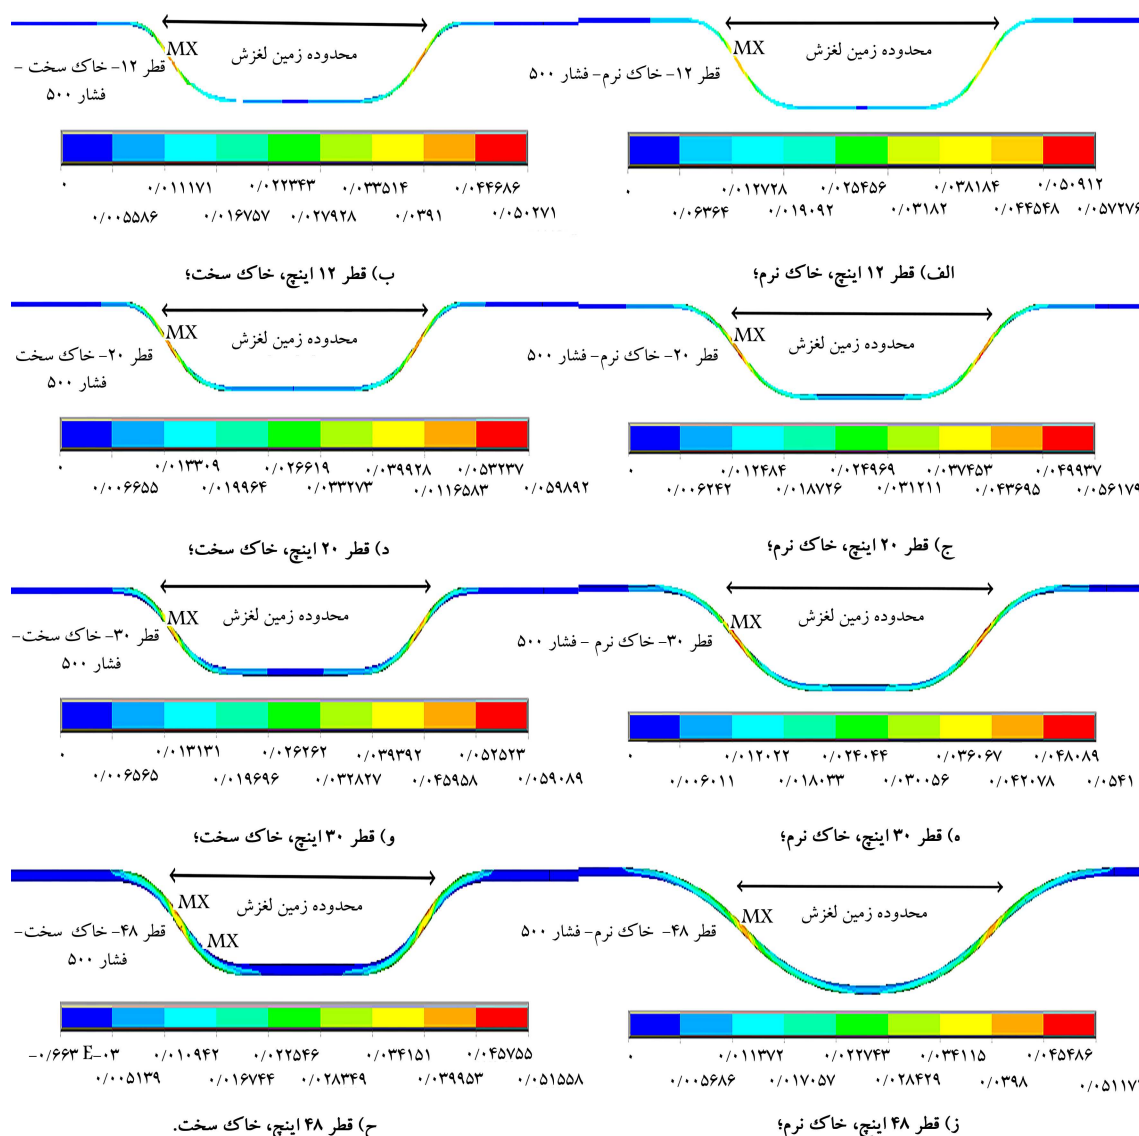 محدوده زمین لغزش
MX
قطر ۱۲- خاک نرم- فشار ۵۰۰
۰
۰/۰۱۲۷۲۸
۰/۰۲۵۴۵۶
۰/۰۳۸۱۸۴
۰/۰۵۰۹۱۲
۰/۰۶۳۶۴
۰/۰۱۹۰۹۲
۰/۰۳۱۸۲
۰/۰۴۴۵۴۸
۰/۰۵۷۲۷۶
الف) قطر ۱۲ اینچ، خاک نرم؛
محدوده زمین لغزش
MX
قطر ۱۲- خاک سخت -
فشار ۵۰۰
۰
۰/۰۱۱۱۷۱
۰/۰۲۲۳۴۳
۰/۰۳۳۵۱۴
۰/۰۴۴۶۸۶
۰/۰۰۵۵۸۶
۰/۰۱۶۷۵۷
۰/۰۲۷۹۲۸
۰/۰۳۹۱
۰/۰۵۰۲۷۱
ب) قطر ۱۲ اینچ، خاک سخت؛
محدوده زمین لغزش
MX
قطر ۲۰- خاک نرم- فشار ۵۰۰
۰
۰/۰۱۲۴۸۴
۰/۰۲۴۹۶۹
۰/۰۳۷۴۵۳
۰/۰۴۹۹۳۷
۰/۰۰۶۲۴۲
۰/۰۱۸۷۲۶
۰/۰۳۱۲۱۱
۰/۰۴۳۶۹۵
۰/۰۵۶۱۷۹
ج) قطر ۲۰ اینچ، خاک نرم؛
محدوده زمین لغزش
MX
قطر ۲۰- خاک سخت
فشار ۵۰۰
۰
۰/۰۱۳۳۰۹
۰/۰۲۶۶۱۹
۰/۰۳۹۹۲۸
۰/۰۵۳۲۳۷
۰/۰۰۶۶۵۵
۰/۰۱۹۹۶۴
۰/۰۳۳۲۷۳
۰/۰۱۱۶۵۸۳
۰/۰۵۹۸۹۲
د) قطر ۲۰ اینچ، خاک سخت؛
محدوده زمین لغزش
MX
قطر ۳۰- خاک نرم - فشار ۵۰۰
۰
۰/۰۱۲۰۲۲
۰/۰۲۴۰۴۴
۰/۰۳۶۰۶۷
۰/۰۴۸۰۸۹
۰/۰۰۶۰۱۱
۰/۰۱۸۰۳۳
۰/۰۳۰۰۵۶
۰/۰۴۲۰۷۸
۰/۰۵۴۱
ه) قطر ۳۰ اینچ، خاک نرم؛
محدوده زمین لغزش
MX
قطر ۳۰- خاک سخت-
فشار ۵۰۰
۰
۰/۰۱۳۱۳۱
۰/۰۲۶۲۶۲
۰/۰۳۹۳۹۲
۰/۰۵۲۵۲۳
۰/۰۰۶۵۶۵
۰/۰۱۹۶۹۶
۰/۰۳۲۸۲۷
۰/۰۴۵۹۵۸
۰/۰۵۹۰۸۹
و) قطر ۳۰ اینچ، خاک سخت؛
محدوده زمین لغزش
MX
قطر ۴۸- خاک نرم- فشار ۵۰۰
۰
۰/۰۱۱۳۷۲
۰/۰۲۲۷۴۳
۰/۰۳۴۱۱۵
۰/۰۴۵۴۸۶
۰/۰۰۵۶۸۶
۰/۰۱۷۰۵۷
۰/۰۲۸۴۲۹
۰/۰۳۹۸
ز) قطر ۴۸ اینچ، خاک نرم؛
محدوده زمین لغزش
MX
MX
قطر ۴۸- خاک سخت-
فشار ۵۰۰
-۰/۶۶۳ E-۰۳
۰/۰۱۰۹۴۲
۰/۰۲۲۵۴۶
۰/۰۳۴۱۵۱
۰/۰۴۵۷۵۵
۰/۰۰۵۱۳۹
۰/۰۱۶۷۴۴
۰/۰۲۸۳۴۹
۰/۰۳۹۹۵۳
۰/۰۵۱۵۵۸
ح) قطر ۴۸ اینچ، خاک سخت.